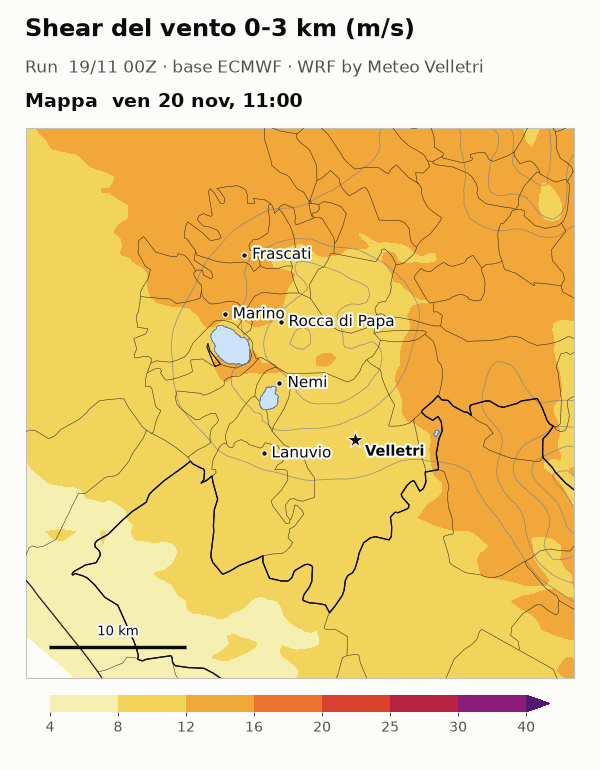 Shear del vento 0-3 km (m/s)
Run  19/11 00Z · base ECMWF · WRF by Meteo Velletri
Mappa  ven 20 nov, 11:00
Frascati
Marino
Rocca di Papa
Nemi
Velletri
Lanuvio
10 km
4 8 12 16 20 25 30 40